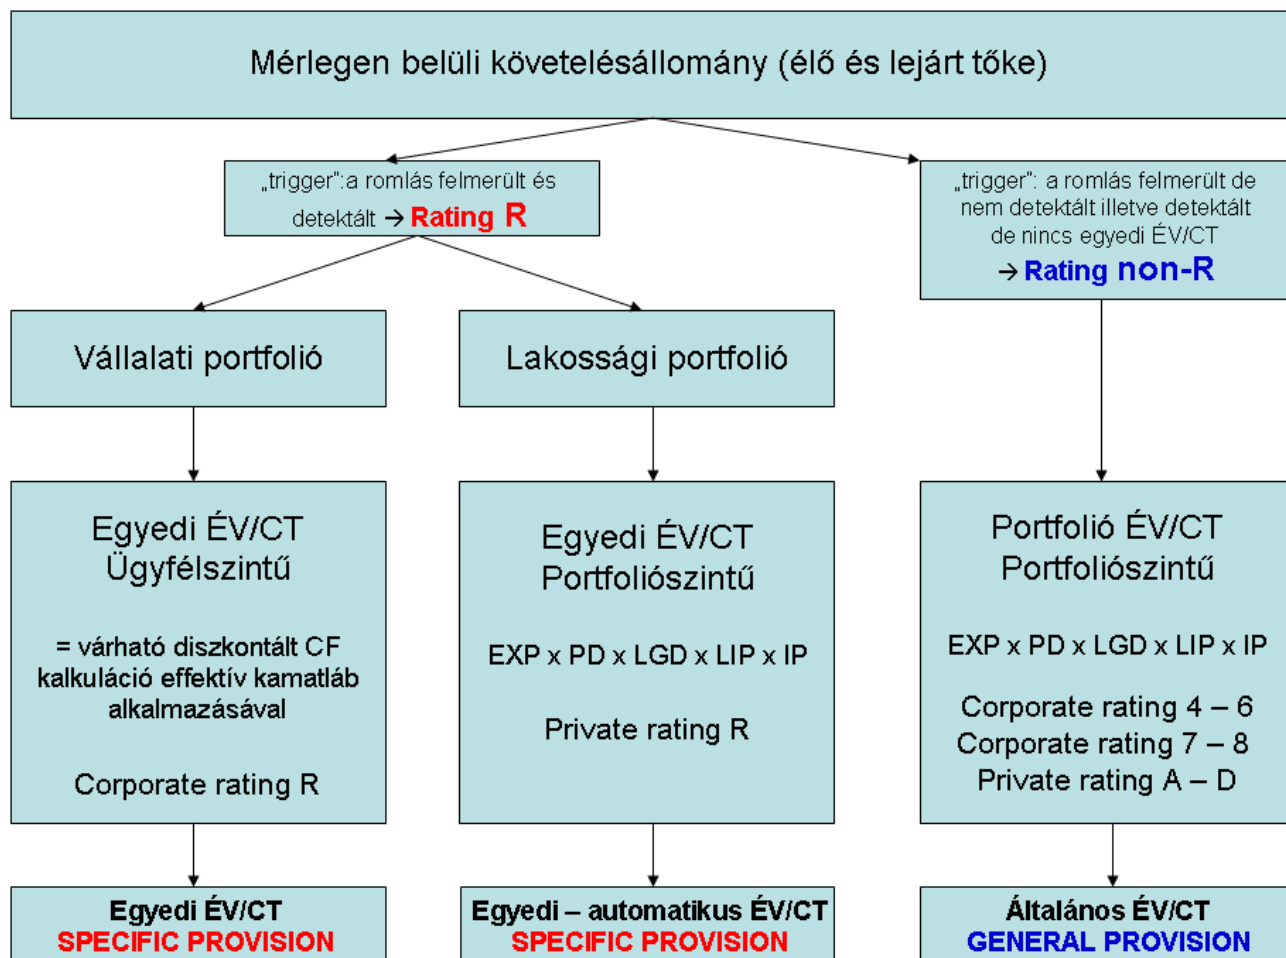 Mérlegen belüli követelésállomány (élő és lejárt tőke)
„trigger”:a romlás felmerült és
detektált → Rating R
„trigger”: a romlás felmerült de
nem detektált illetve detektált
de nincs egyedi ÉV/CT
→ Rating non-R
Vállalati portfolió
Lakossági portfolió
Egyedi ÉV/CT
Ügyfélszintű
= várható diszkontált CF
kalkuláció effektív kamatláb
alkalmazásával
Corporate rating R
Egyedi ÉV/CT
Portfoliószintű
EXP x PD x LGD x LIP x IP
Private rating R
Portfolió ÉV/CT
Portfoliószintű
EXP x PD x LGD x LIP x IP
Corporate rating 4 – 6
Corporate rating 7 – 8
Private rating A – D
Egyedi ÉV/CT
SPECIFIC PROVISION
Egyedi – automatikus ÉV/CT
SPECIFIC PROVISION
Általános ÉV/CT
GENERAL PROVISION